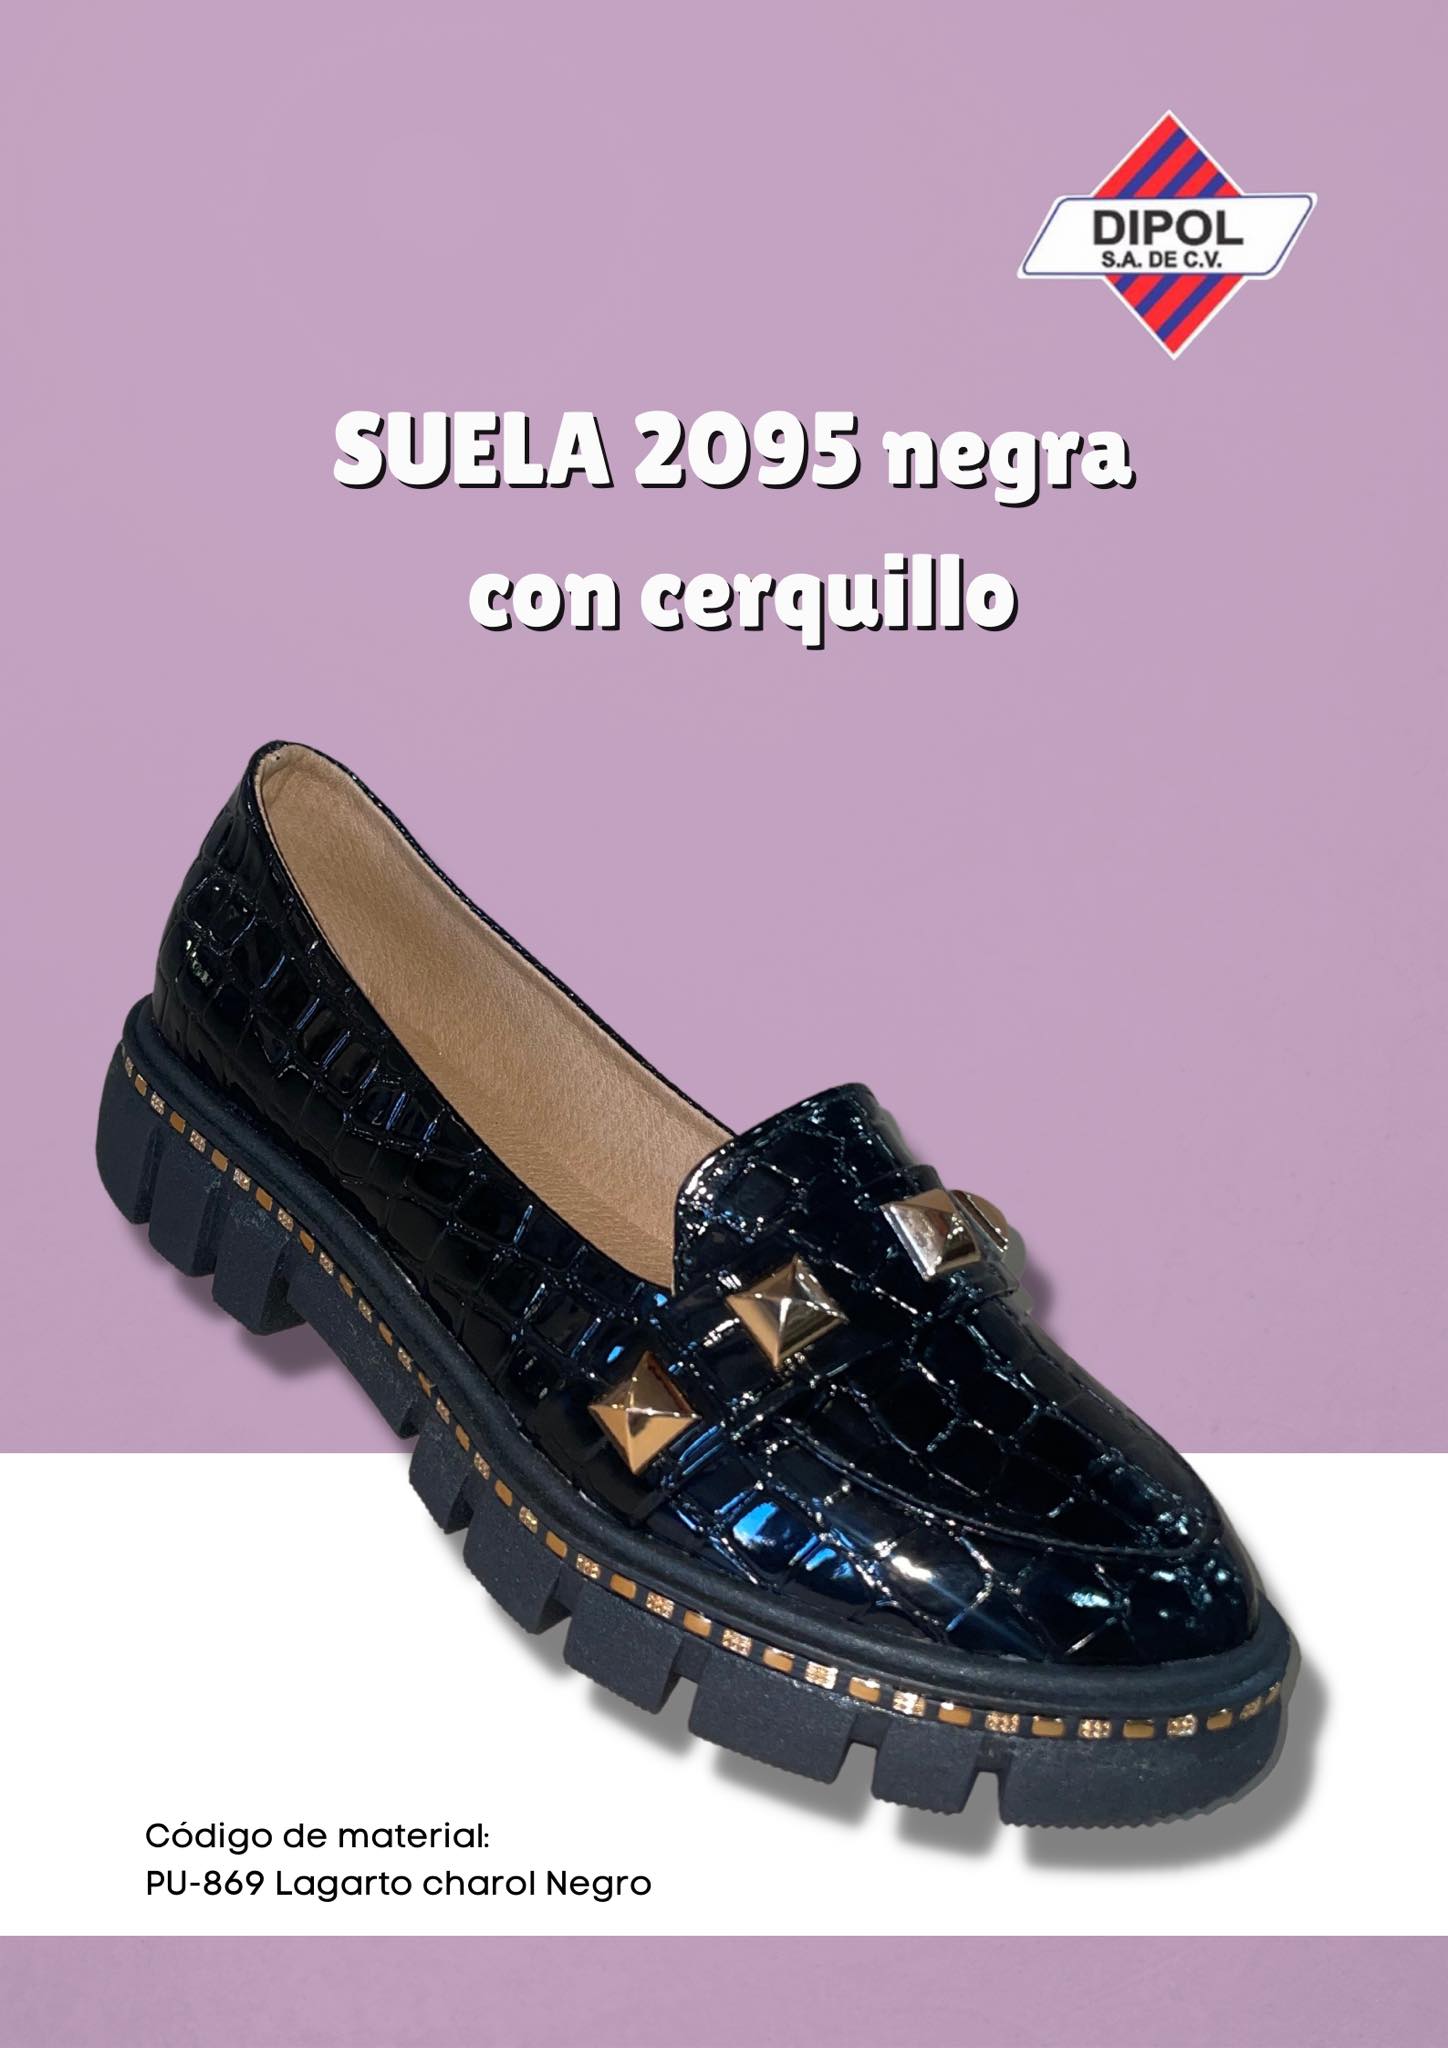 DIPOL
S.A. DE C.V.
SUELA 2095 negra
con cerquillo
Código de material:
PU-869 Lagarto charol Negro